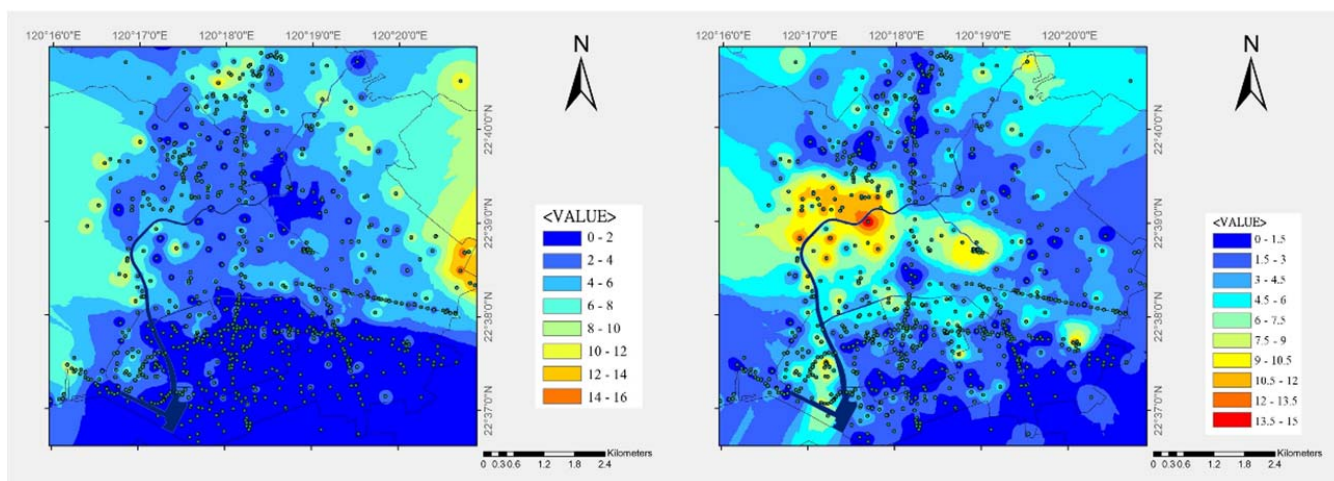 120°16'0"E 120°17'0"E 120°18'0"E 120°19'0"E 120°20'0"E
N
22°40'0"N
22°39'0"N
22°38'0"N
22°37'0"N
<VALUE>
0 - 2
2 - 4
4 - 6
6 - 8
8 - 10
10 - 12
12 - 14
14 - 16
Kilometers
0 0.3 0.6 1.2 1.8 2.4
120°16'0"E 120°17'0"E 120°18'0"E 120°19'0"E 120°20'0"E
N
22°40'0"N
22°39'0"N
22°38'0"N
22°37'0"N
<VALUE>
0 - 1.5
1.5 - 3
3 - 4.5
4.5 - 6
6 - 7.5
7.5 - 9
9 - 10.5
10.5 - 12
12 - 13.5
13.5 - 15
Kilometers
0 0.3 0.6 1.2 1.8 2.4